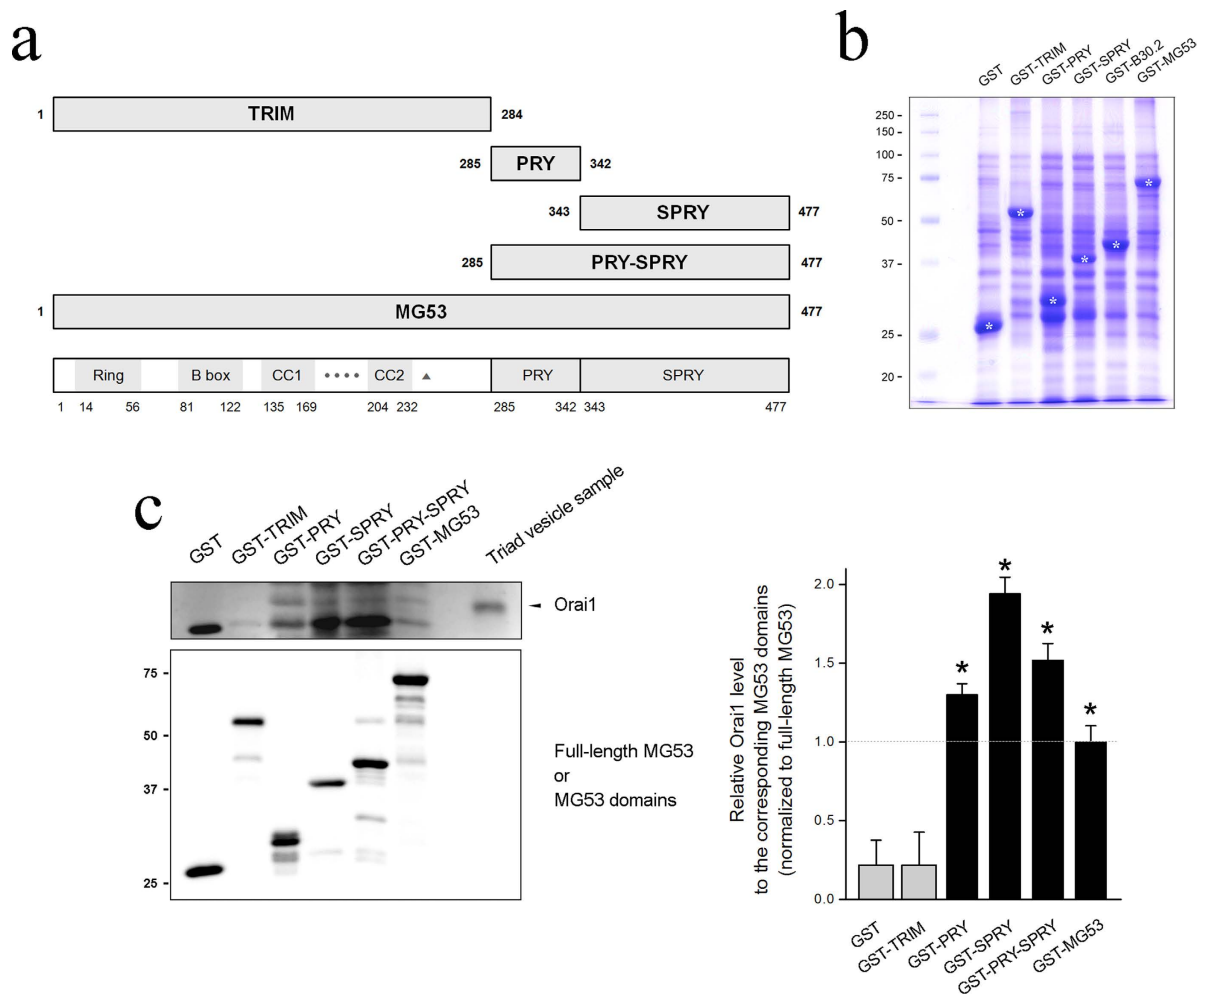 a
1 TRIM 284
285 PRY 342
343 SPRY 477
285 PRY-SPRY 477
1 MG53 477
Ring B box CC1 •••• CC2 ▲ PRY SPRY
1 14 56 81 122 135 169 204 232 285 342 343 477
b
GST GST-TRIM GST-PRY GST-SPRY GST-B30.2 GST-MG53
250 -
150 -
100 -
75 -
50 -
37 -
25 -
20 -
* * * * * *
c
GST GST-TRIM GST-PRY GST-SPRY GST-PRY-SPRY GST-MG53 Triad vesicle sample
Orai1
75 -
50 -
37 -
25 -
Full-length MG53
or
MG53 domains
Relative Orai1 level
to the corresponding MG53 domains
(normalized to full-length MG53)
2.0
1.5
1.0
0.5
0.0
* * * *
GST GST-TRIM GST-PRY GST-SPRY GST-PRY-SPRY GST-MG53